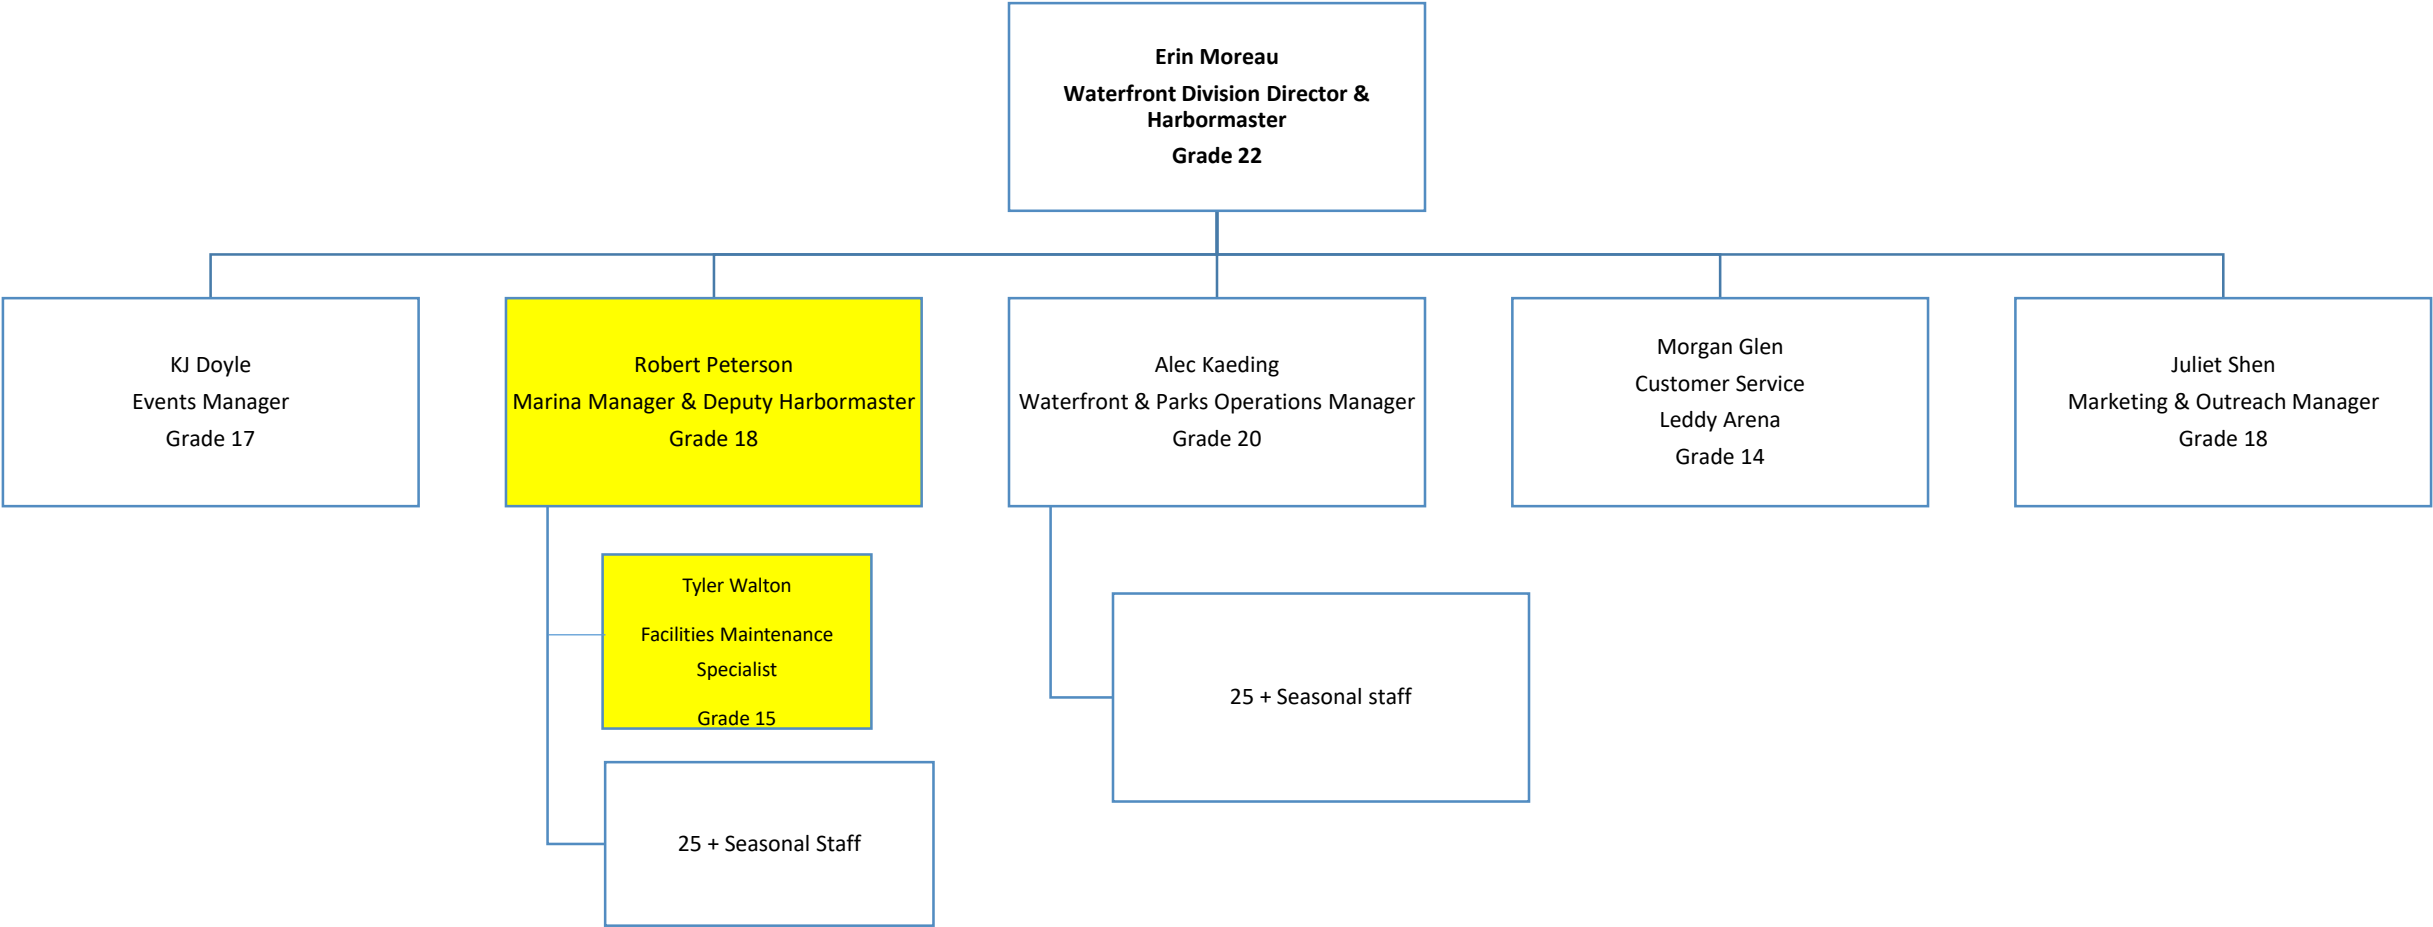 Erin Moreau
Waterfront Division Director &
Harbormaster
Grade 22
KJ Doyle
Events Manager
Grade 17
Robert Peterson
Marina Manager & Deputy Harbormaster
Grade 18
Alec Kaeding
Waterfront & Parks Operations Manager
Grade 20
Morgan Glen
Customer Service
Leddy Arena
Grade 14
Juliet Shen
Marketing & Outreach Manager
Grade 18
Tyler Walton
Facilities Maintenance
Specialist
Grade 15
25 + Seasonal Staff
25 + Seasonal staff